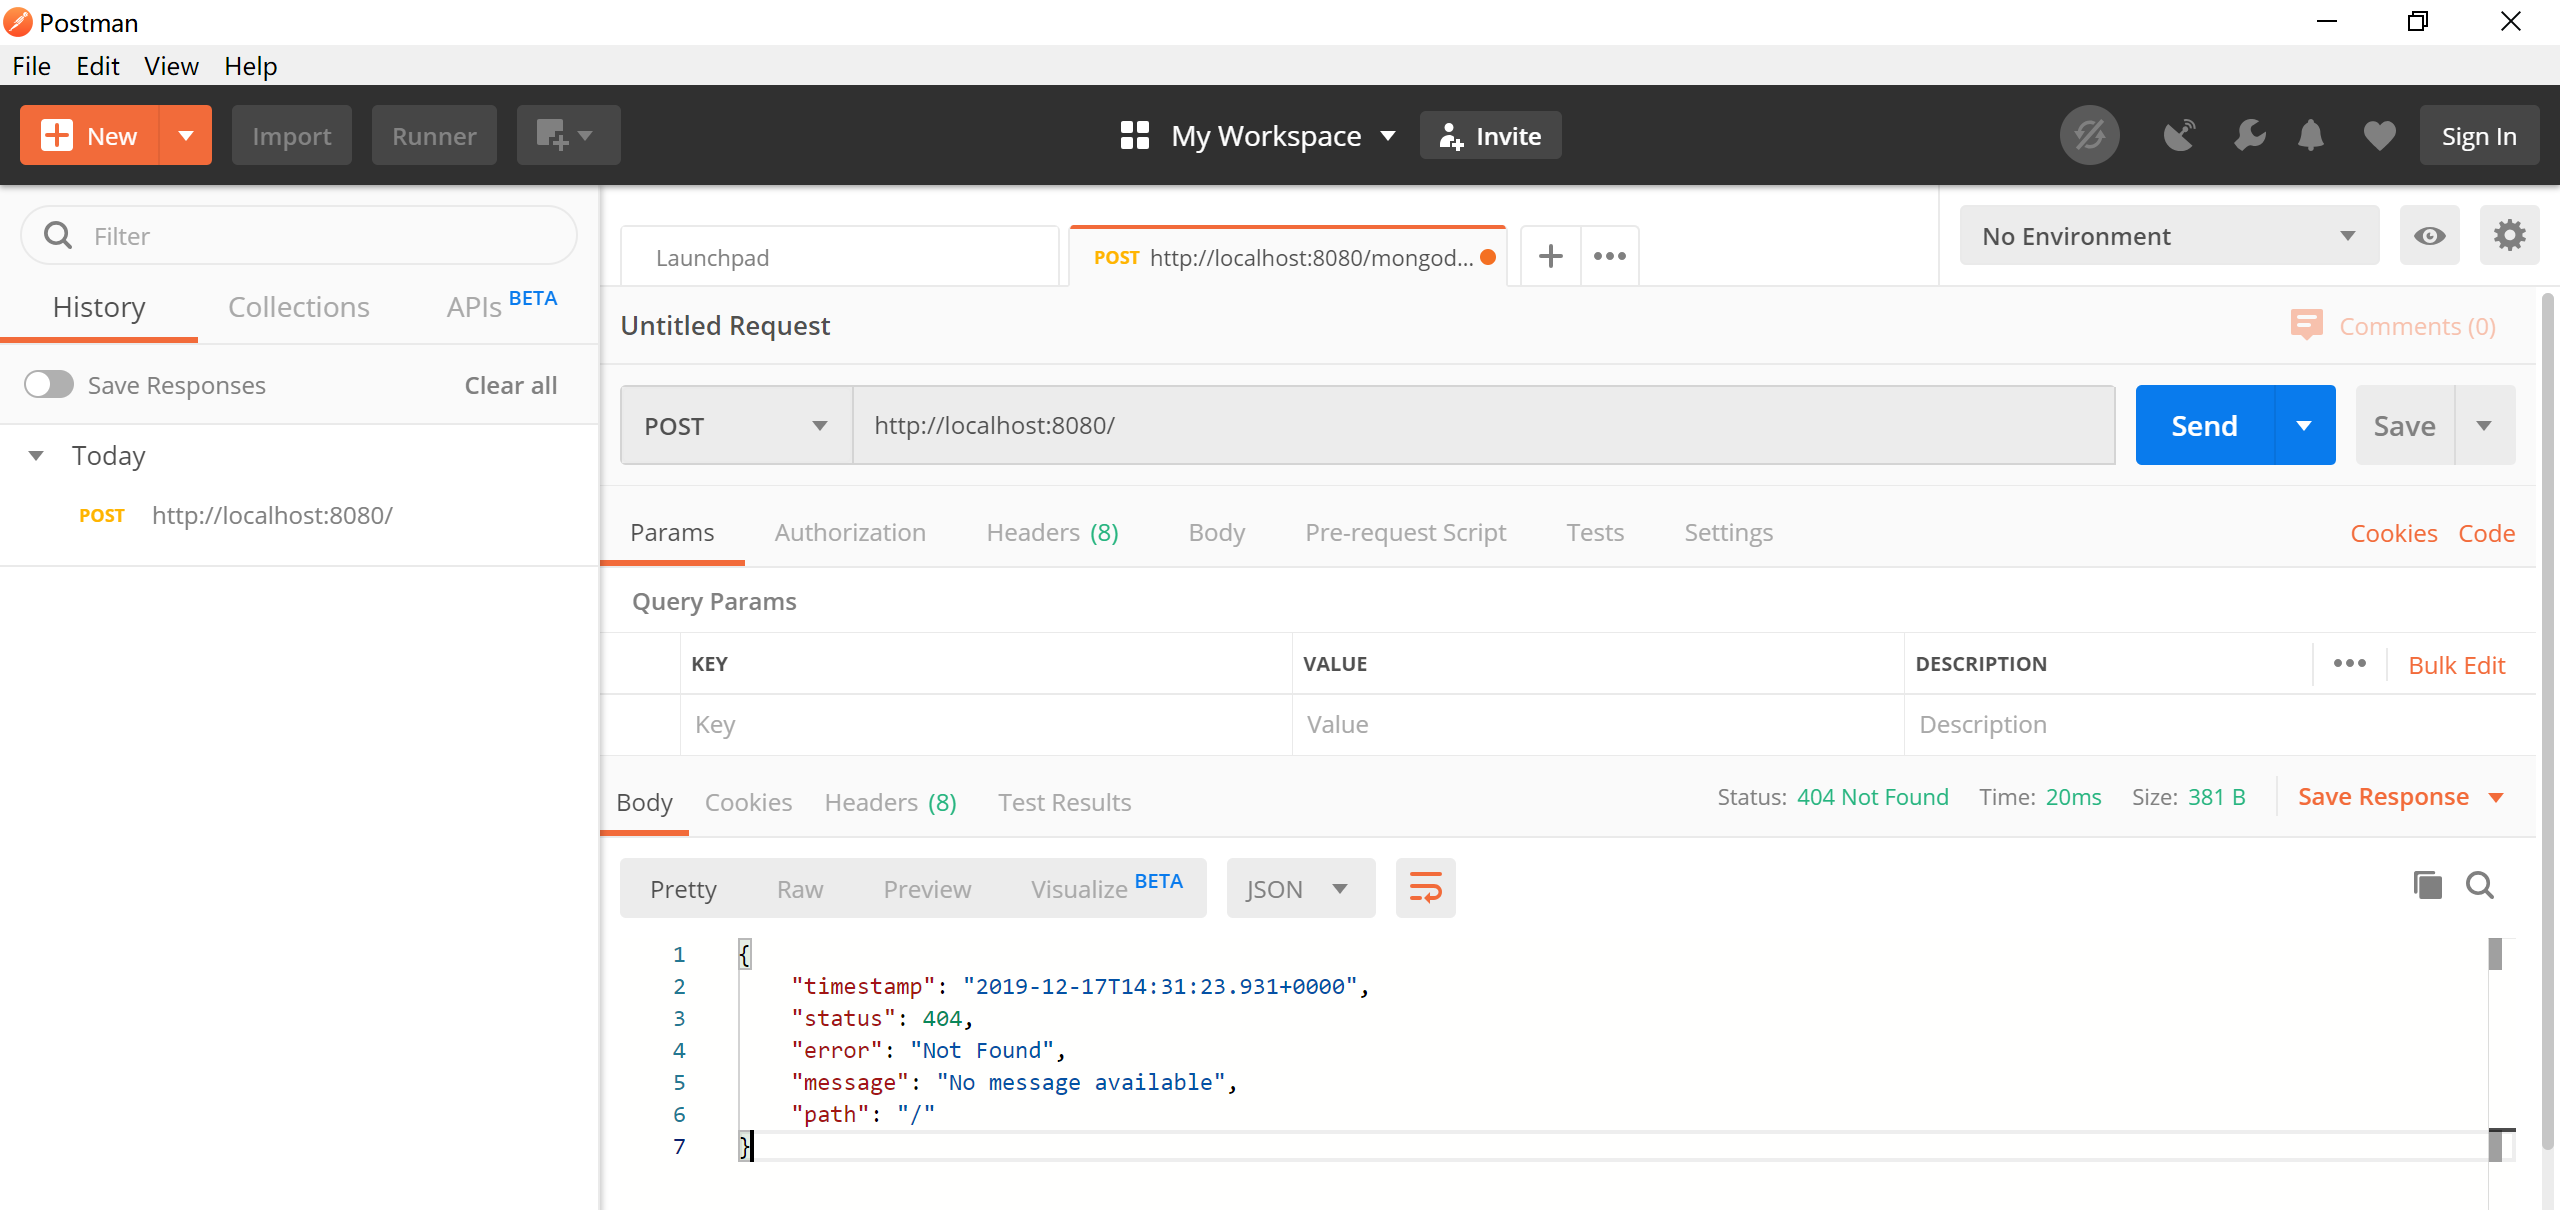 Postman
File Edit View Help
New Import Runner My Workspace Invite Sign In
Filter
History Collections APIs BETA
Save Responses Clear all
Today
POST http://localhost:8080/
Launchpad
POST http://localhost:8080/mongod...
No Environment
Untitled Request
Comments (0)
POST http://localhost:8080/ Send Save
Params Authorization Headers (8) Body Pre-request Script Tests Settings Cookies Code
Query Params
KEY VALUE DESCRIPTION Bulk Edit
Key Value Description
Body Cookies Headers (8) Test Results Status: 404 Not Found Time: 20ms Size: 381 B Save Response
Pretty Raw Preview Visualize BETA JSON
1 {
2 "timestamp": "2019-12-17T14:31:23.931+0000",
3 "status": 404,
4 "error": "Not Found",
5 "message": "No message available",
6 "path": "/"
7 }